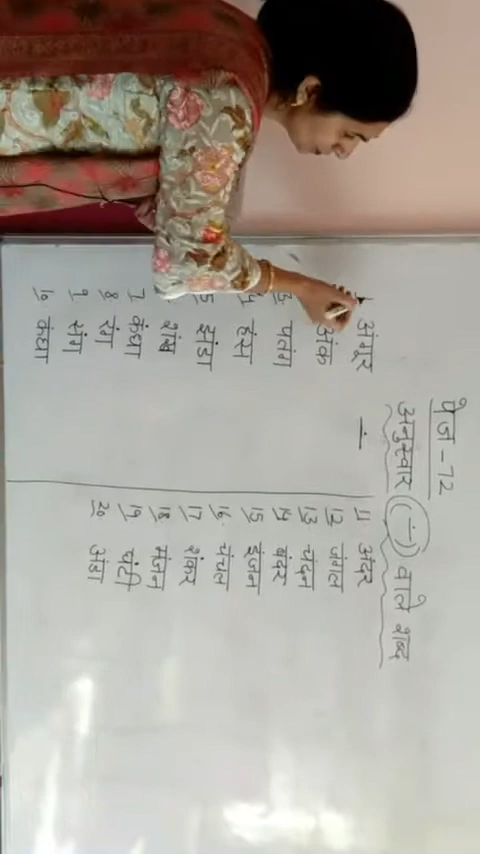 पेज - 72
अनुस्वार (ं) वाले शब्द
अंगूर
अंक
3. पतंग
4 हंस
5 झंडा
शंख
7. कंघा
8 रंग
9 संग
10 कंधा
11 अंदर
12 जंगल
13 चंदन
14 बंदर
15 इंजन
16. चंचल
17 शंकर
18 मंजन
19 घंटी
20 अंडा